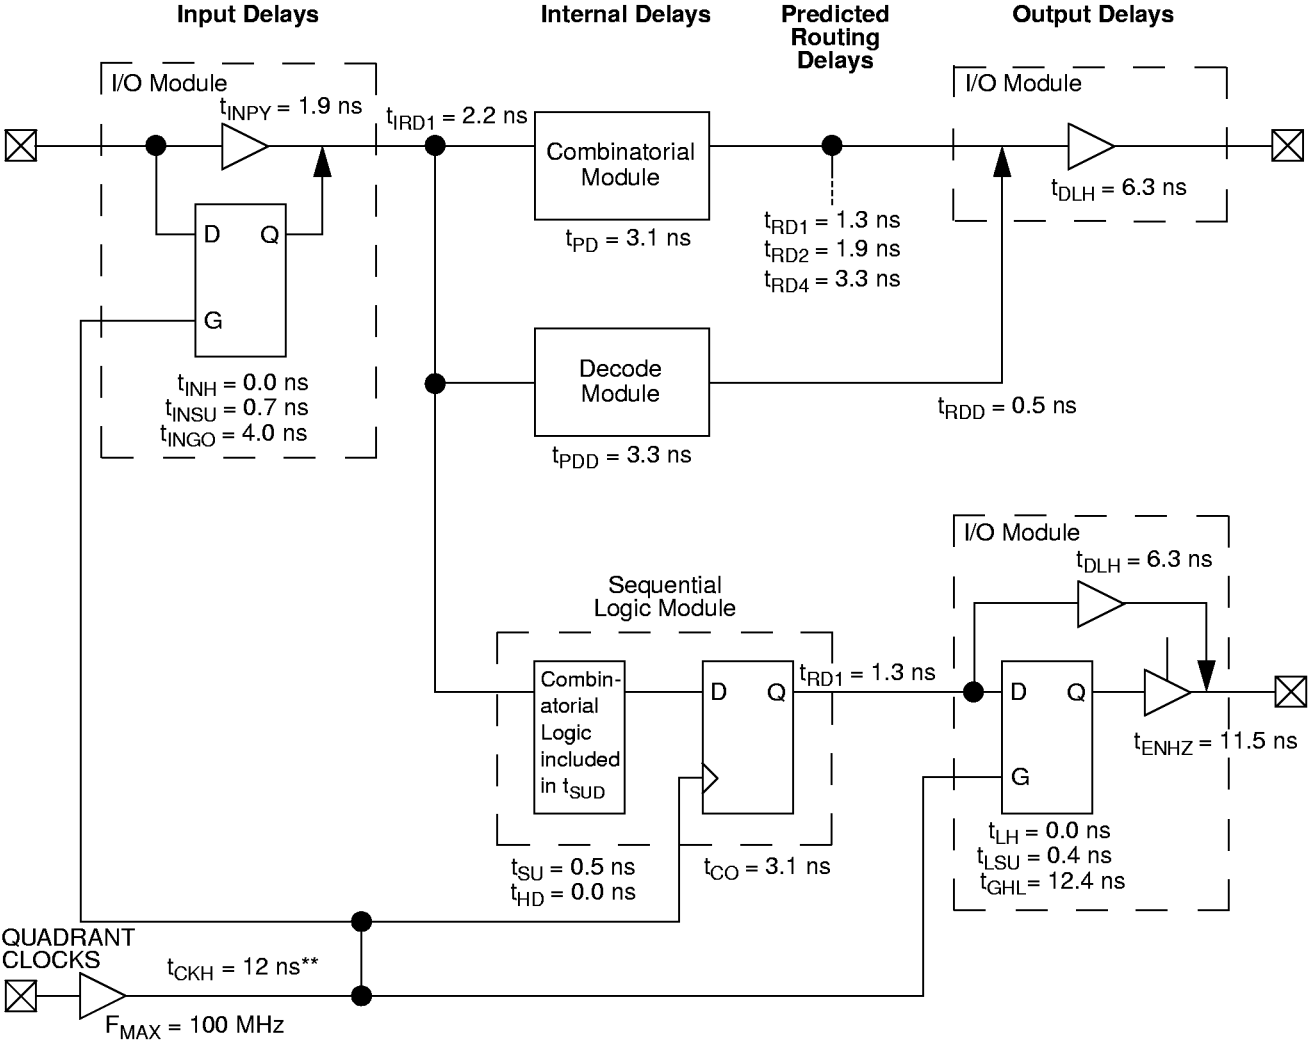 Input Delays
Internal Delays
Predicted
Routing
Delays
Output Delays
I/O Module
tINPY = 1.9 ns
tIRD1 = 2.2 ns
Combinatorial
Module
tPD = 3.1 ns
tRD1 = 1.3 ns
tRD2 = 1.9 ns
tRD4 = 3.3 ns
I/O Module
tDLH = 6.3 ns
D
Q
G
tINH = 0.0 ns
tINSU = 0.7 ns
tINGO = 4.0 ns
Decode
Module
tPDD = 3.3 ns
tRDD = 0.5 ns
Sequential
Logic Module
Combin-
atorial
Logic
included
in tSUD
D
Q
tSU = 0.5 ns
tHD = 0.0 ns
tCO = 3.1 ns
tRD1 = 1.3 ns
I/O Module
tDLH = 6.3 ns
D
Q
G
tENHZ = 11.5 ns
tLH = 0.0 ns
tLSU = 0.4 ns
tGHL= 12.4 ns
QUADRANT
CLOCKS
tCKH = 12 ns**
FMAX = 100 MHz